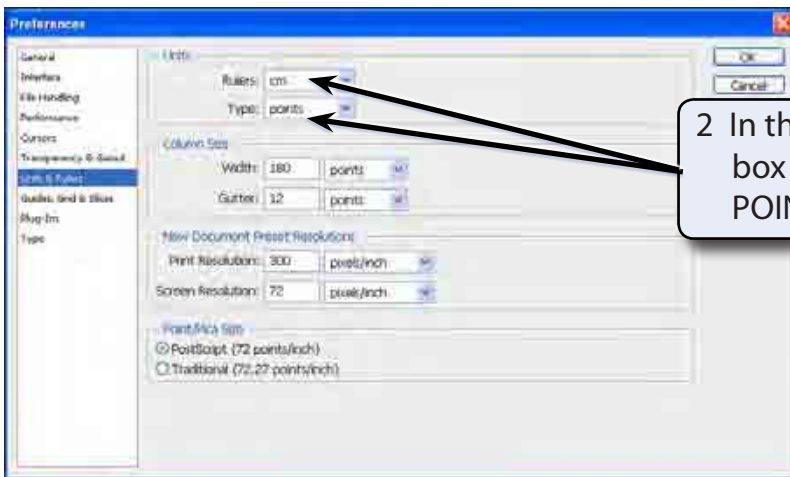 Preferences
General
Interface
File Handling
Performance
Cursors
Transparency & Gamut
Units & Rulers
Guides, Grid & Slices
Plug-Ins
Type
Units
Rulers: cm
Type: points
Column Size
Width: 180 points
Gutter: 12 points
New Document Preset Resolutions
Print Resolution: 300 pixels/inch
Screen Resolution: 72 pixels/inch
Point/Pica Size
PostScript (72 points/inch)
Traditional (72.27 points/inch)
OK
Cancel
2 In th
box
POIN